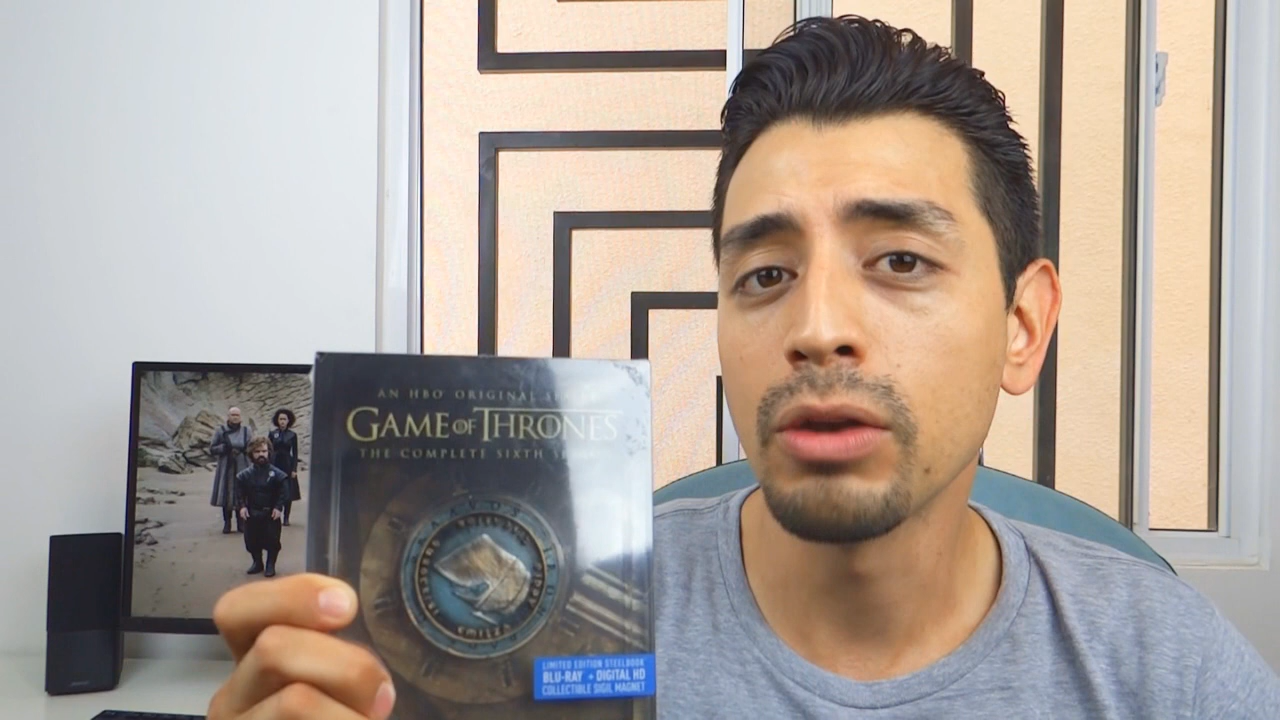 AN HBO ORIGINAL
GAME OF THRONES
THE COMPLETE SIXTH
LIMITED EDITION STEELBOOK
BLU-RAY + DIGITAL HD
COLLECTIBLE SIGIL MAGNET